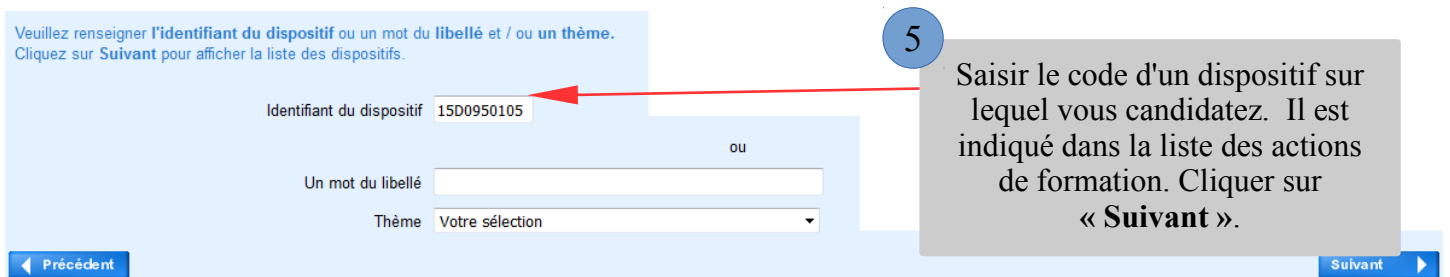 Veuillez renseigner l'identifiant du dispositif ou un mot du libellé et / ou un thème.
Cliquez sur Suivant pour afficher la liste des dispositifs.
Identifiant du dispositif 15D0950105
ou
Un mot du libellé
Thème Votre sélection
Précédent
Suivant
5
Saisir le code d'un dispositif sur
lequel vous candidatez. Il est
indiqué dans la liste des actions
de formation. Cliquer sur
« Suivant ».